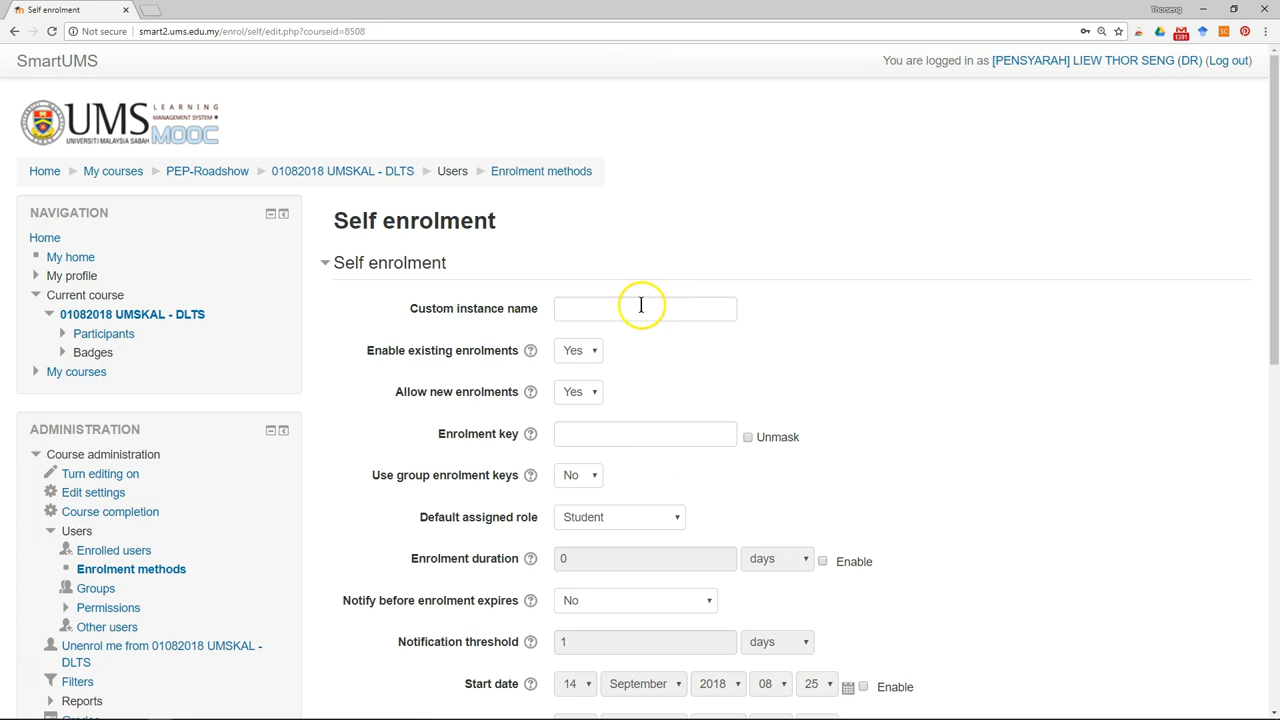 Self enrolment
Not secure
smart2.ums.edu.my/enrol/self/edit.php?courseid=8508
Thorseng
1391
SC
SmartUMS
You are logged in as [PENSYARAH] LIEW THOR SENG (DR) (Log out)
UMS
UNIVERSITI MALAYSIA SABAH
LEARNING
MANAGEMENT SYSTEM
MOOC
Home My courses PEP-Roadshow 01082018 UMSKAL - DLTS Users Enrolment methods
NAVIGATION
Home
My home
My profile
Current course
01082018 UMSKAL - DLTS
Participants
Badges
My courses
ADMINISTRATION
Course administration
Turn editing on
Edit settings
Course completion
Users
Enrolled users
Enrolment methods
Groups
Permissions
Other users
Unenrol me from 01082018 UMSKAL -
DLTS
Filters
Reports
Self enrolment
Self enrolment
Custom instance name
Enable existing enrolments Yes
Allow new enrolments Yes
Enrolment key Unmask
Use group enrolment keys No
Default assigned role Student
Enrolment duration 0 days Enable
Notify before enrolment expires No
Notification threshold 1 days
Start date 14 September 2018 08 25 Enable